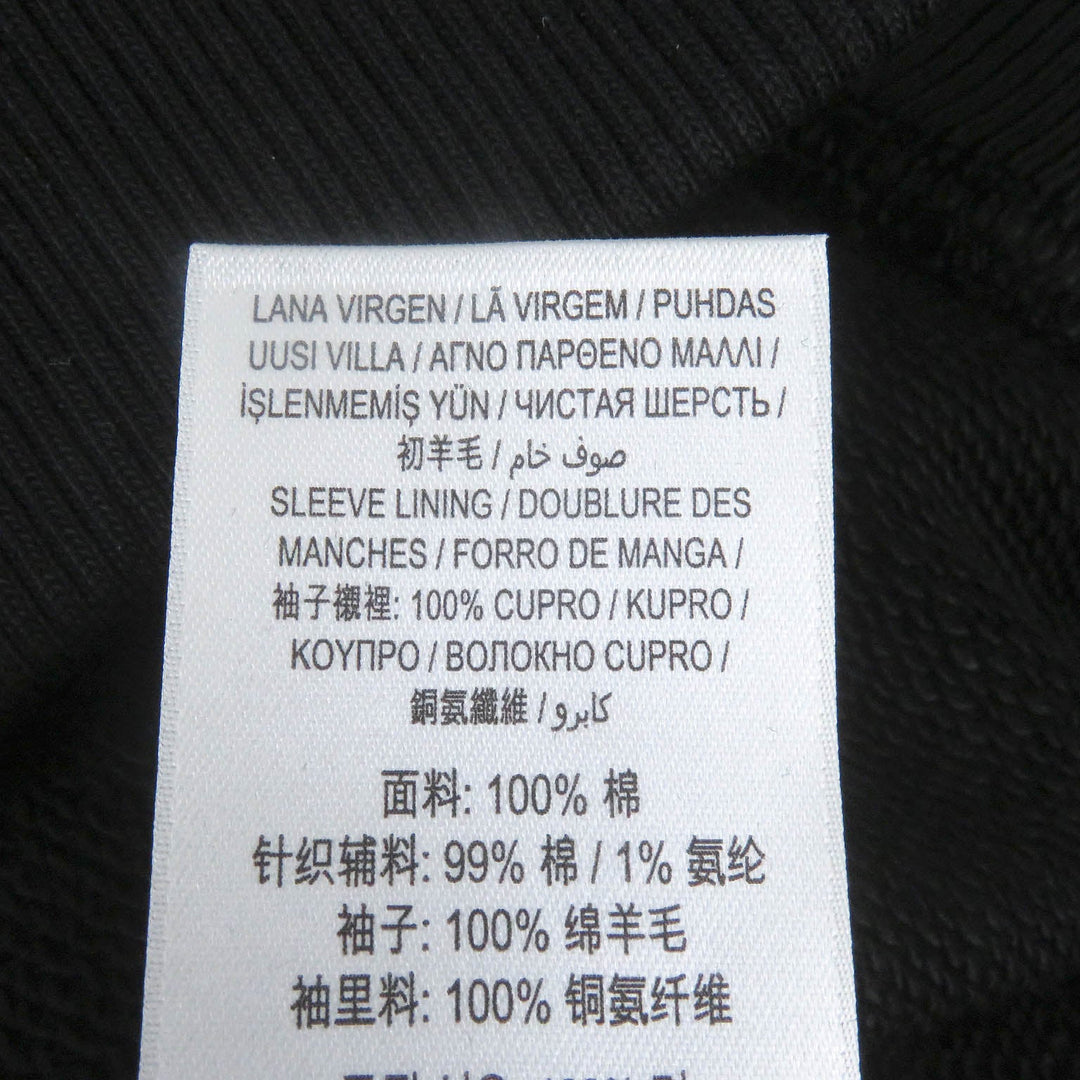 LANA VIRGEN / LÃ VIRGEM / PUHDAS
UUSI VILLA / ΑΓΝΟ ΠΑΡΘΕΝΟ ΜΑΛΛΙ /
İŞLENMEMİŞ YÜN / ЧИСТАЯ ШЕРСТЬ /
初羊毛 / صوف خام
SLEEVE LINING / DOUBLURE DES
MANCHES / FORRO DE MANGA /
袖子襯裡: 100% CUPRO / KUPRO /
ΚΟΥΠΡΟ / ВОЛОКНО CUPRO /
銅氨纖維 / كابرو
面料: 100% 棉
针织辅料: 99% 棉 / 1% 氨纶
袖子: 100% 绵羊毛
袖里料: 100% 铜氨纤维